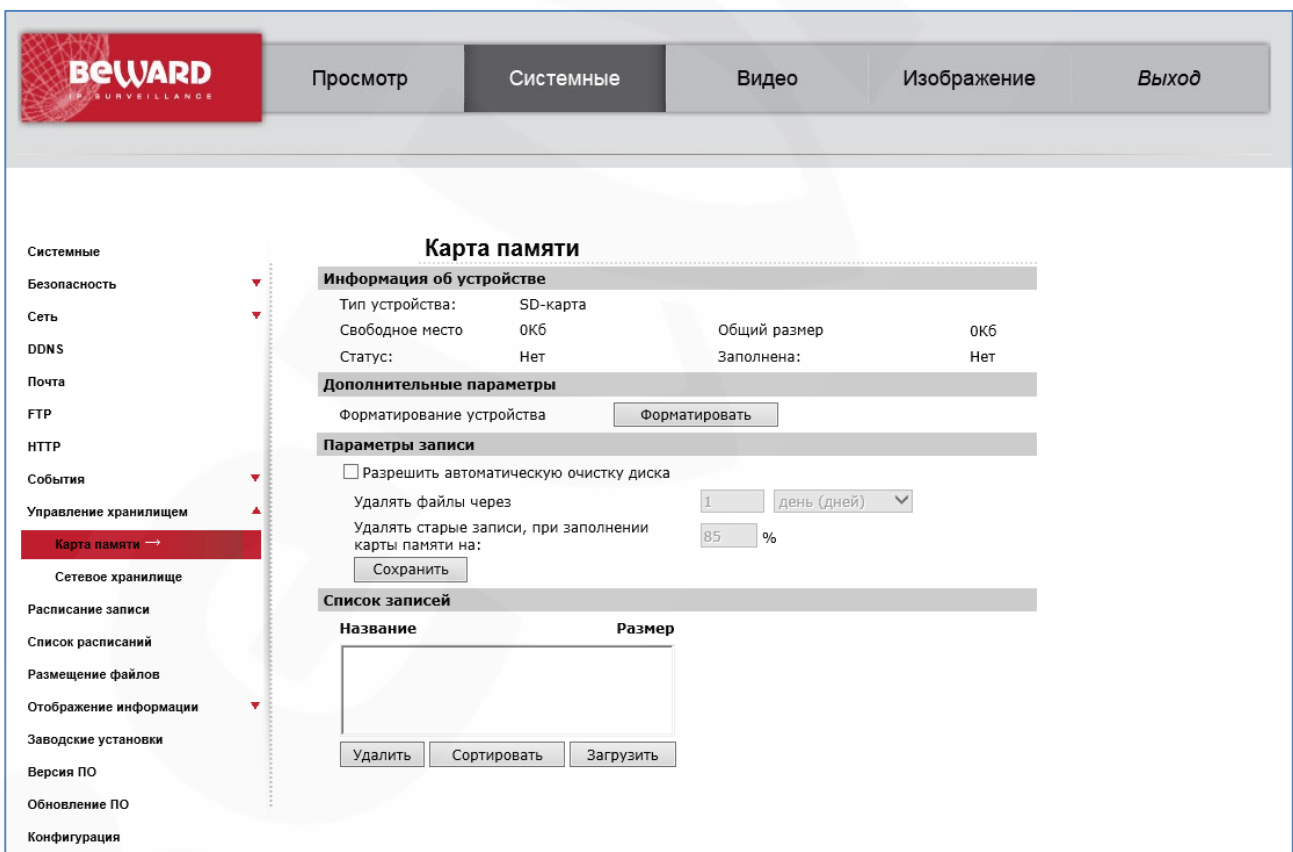 BEWARD
IP SURVEILLANCE
Просмотр
Системные
Видео
Изображение
Выход
Системные
Безопасность
Сеть
DDNS
Почта
FTP
HTTP
События
Управление хранилищем
Карта памяти →
Сетевое хранилище
Расписание записи
Список расписаний
Размещение файлов
Отображение информации
Заводские установки
Версия ПО
Обновление ПО
Конфигурация
Карта памяти
Информация об устройстве
Тип устройства: SD-карта
Свободное место 0Кб Общий размер 0Кб
Статус: Нет Заполнена: Нет
Дополнительные параметры
Форматирование устройства Форматировать
Параметры записи
Разрешить автоматическую очистку диска
Удалять файлы через 1 день (дней)
Удалять старые записи, при заполнении
карты памяти на: 85 %
Сохранить
Список записей
Название Размер
Удалить Сортировать Загрузить